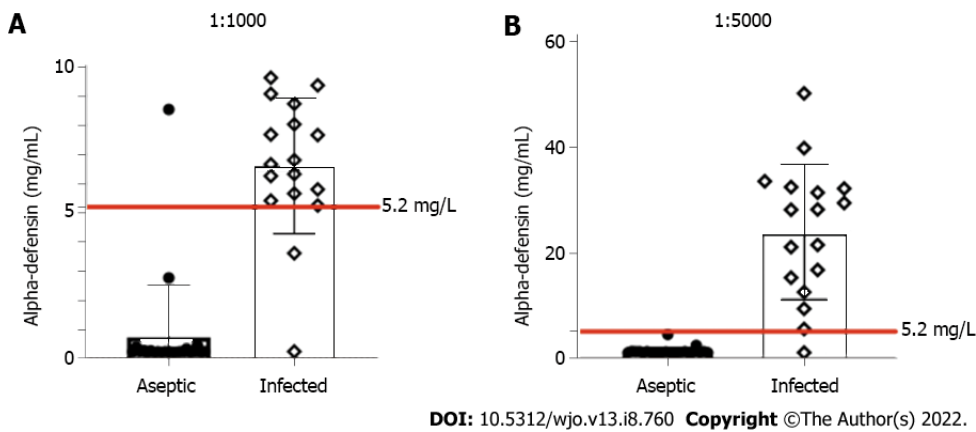 A
1:1000
Alpha-defensin (mg/mL)
10
5
0
5.2 mg/L
Aseptic
Infected
B
1:5000
Alpha-defensin (mg/mL)
60
40
20
0
5.2 mg/L
Aseptic
Infected
DOI: 10.5312/wjo.v13.i8.760 Copyright ©The Author(s) 2022.